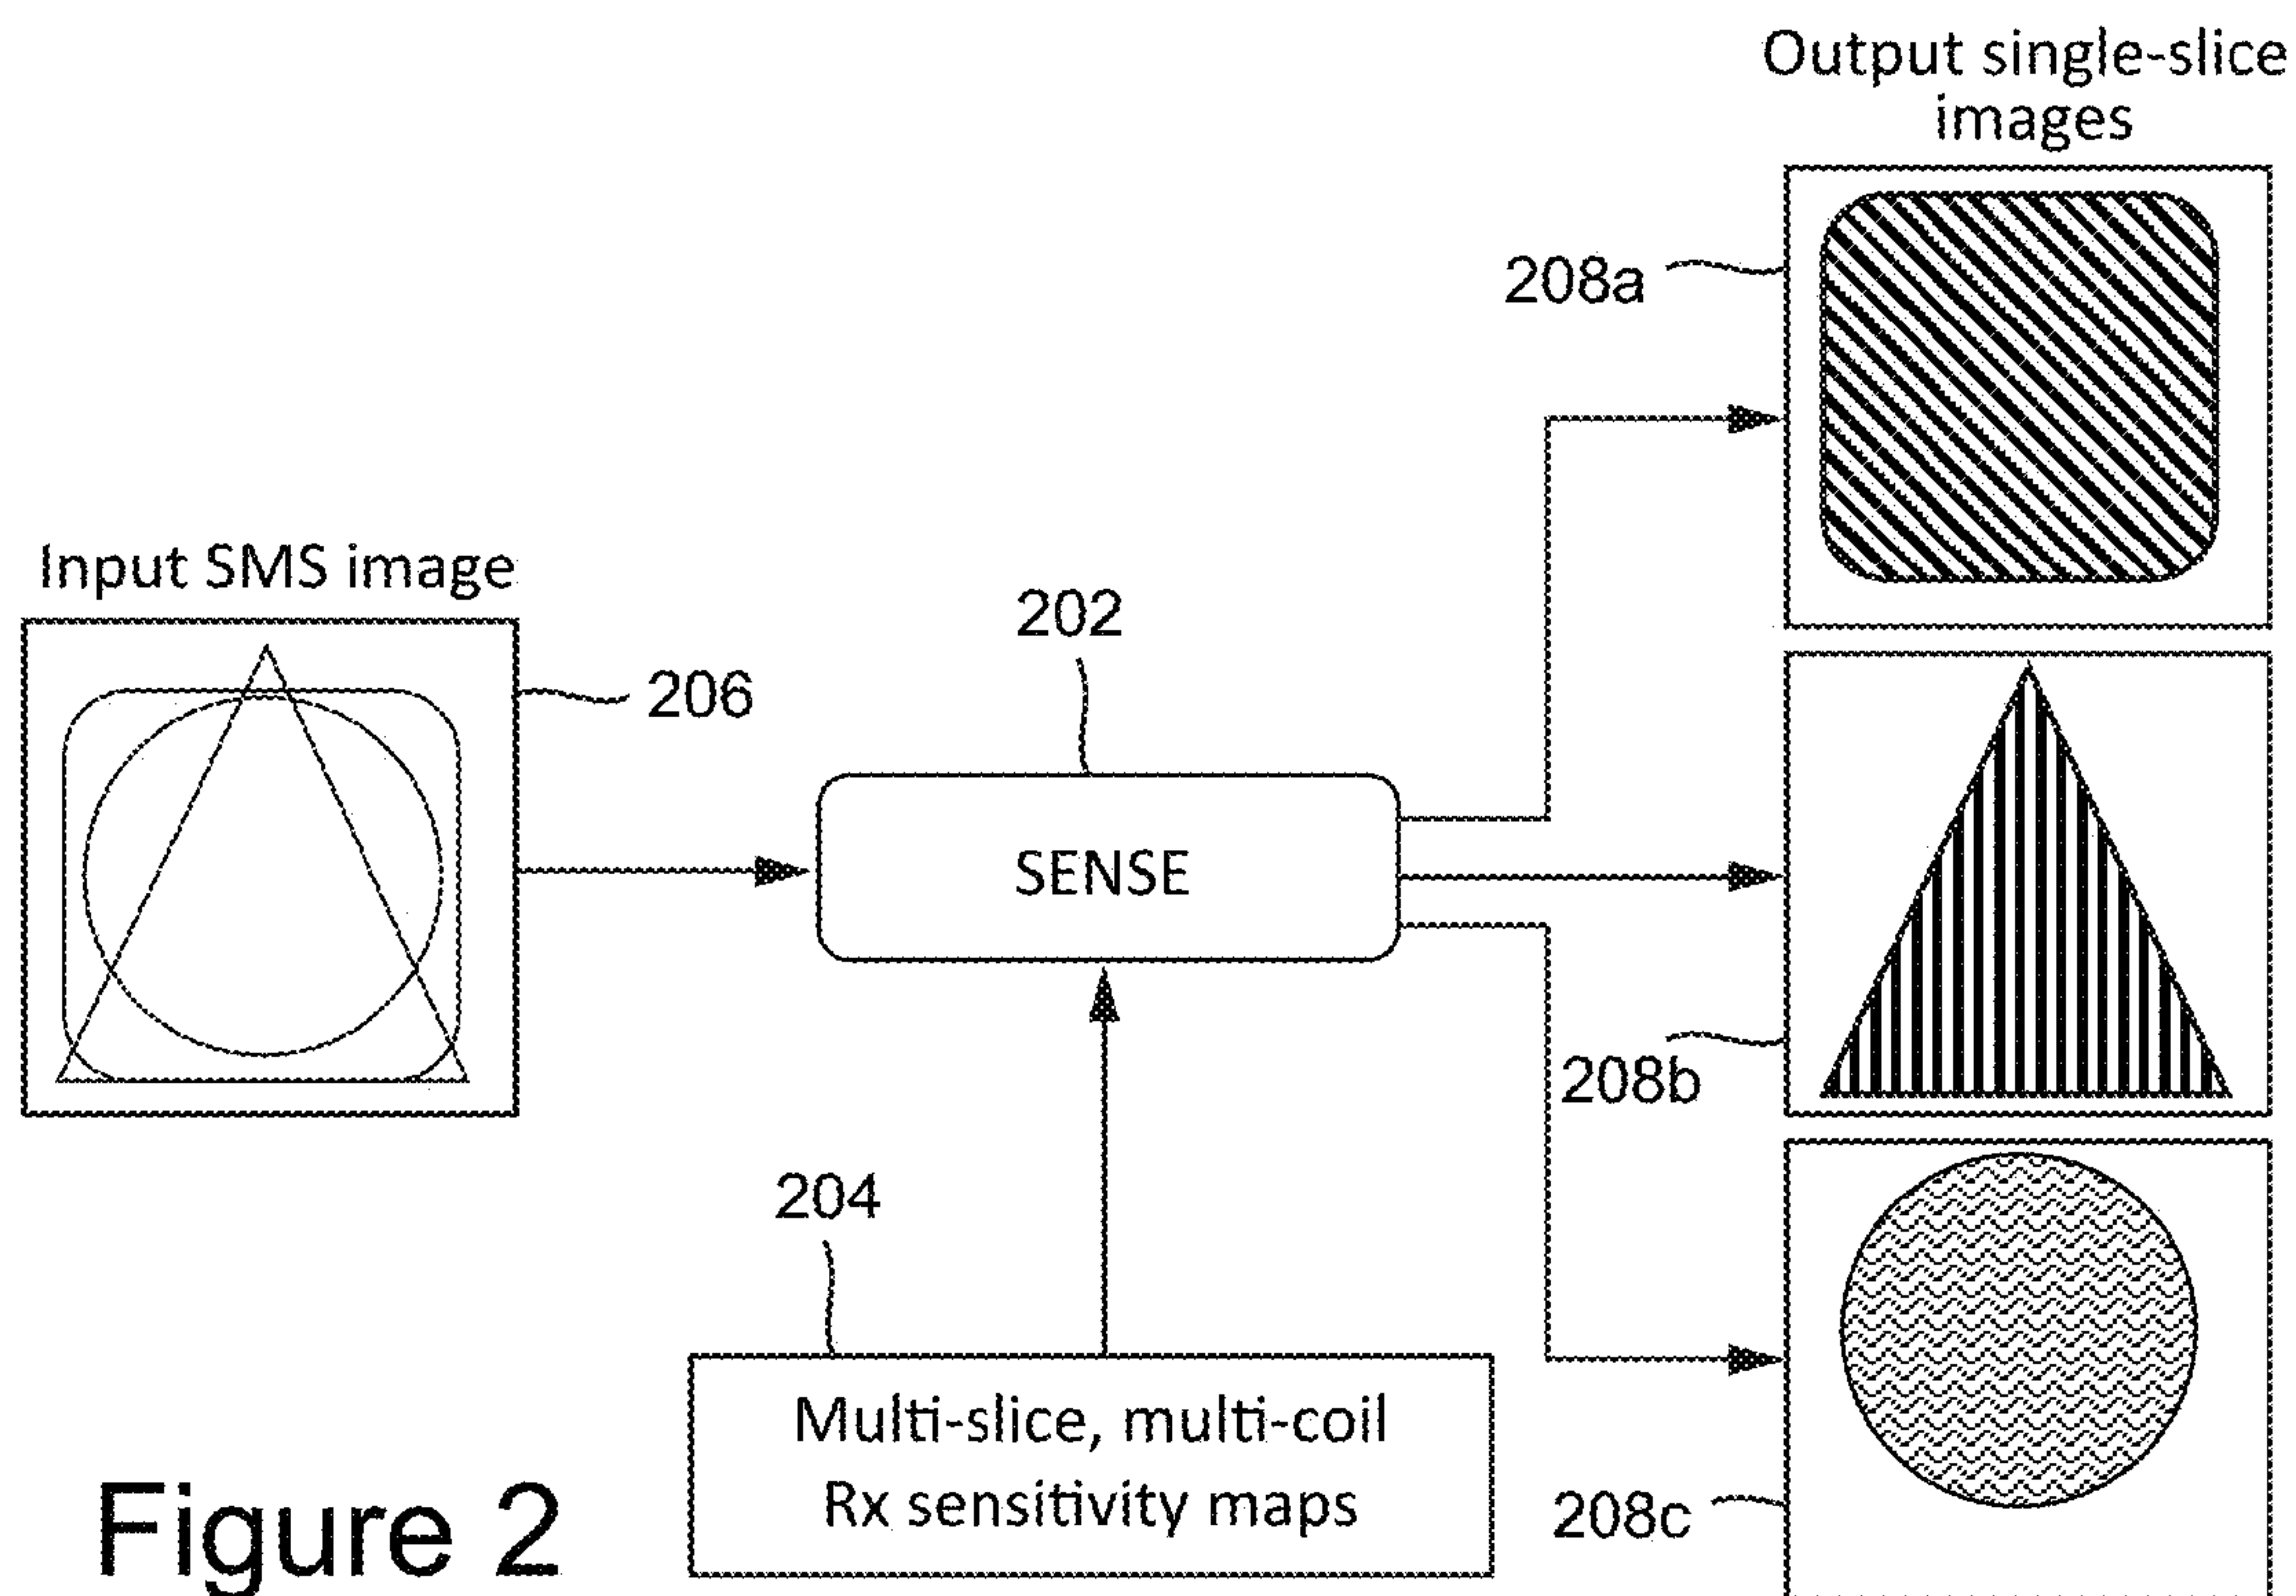 Output single-slice
images
208a
Input SMS image
202
206
SENSE
208b
204
Multi-slice, multi-coil
Rx sensitivity maps
208c
Figure 2